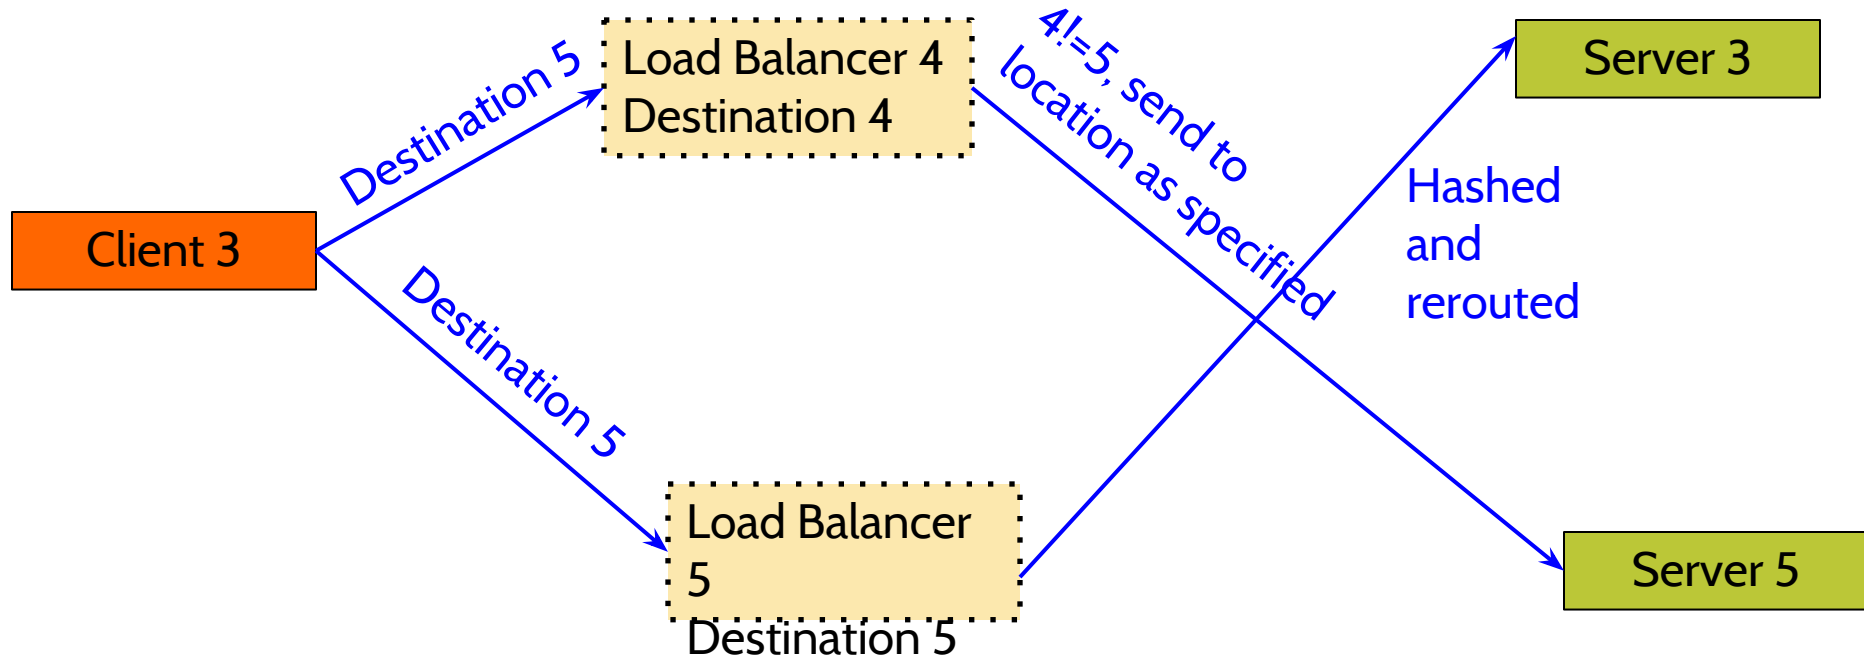 Client 3
Destination 5
Load Balancer 4
Destination 4
4!=5, send to
location as specified
Server 3
Hashed
and
rerouted
Destination 5
Load Balancer
5
Destination 5
Server 5